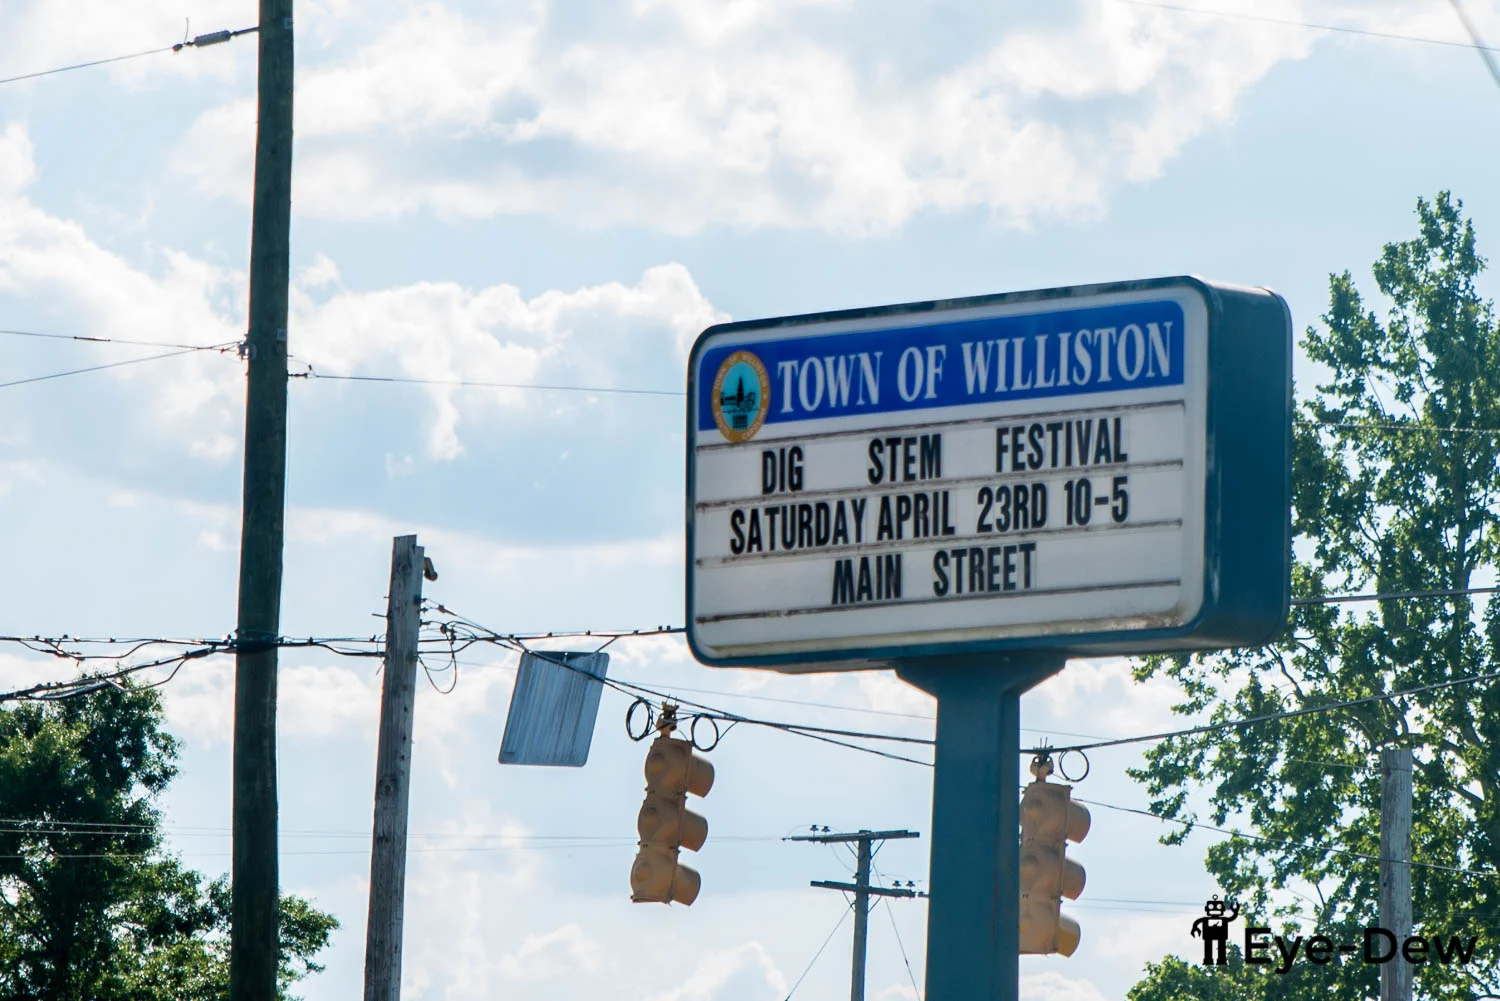 TOWN OF WILLISTON
DIG STEM FESTIVAL
SATURDAY APRIL 23RD 10-5
MAIN STREET
Eye-Dew